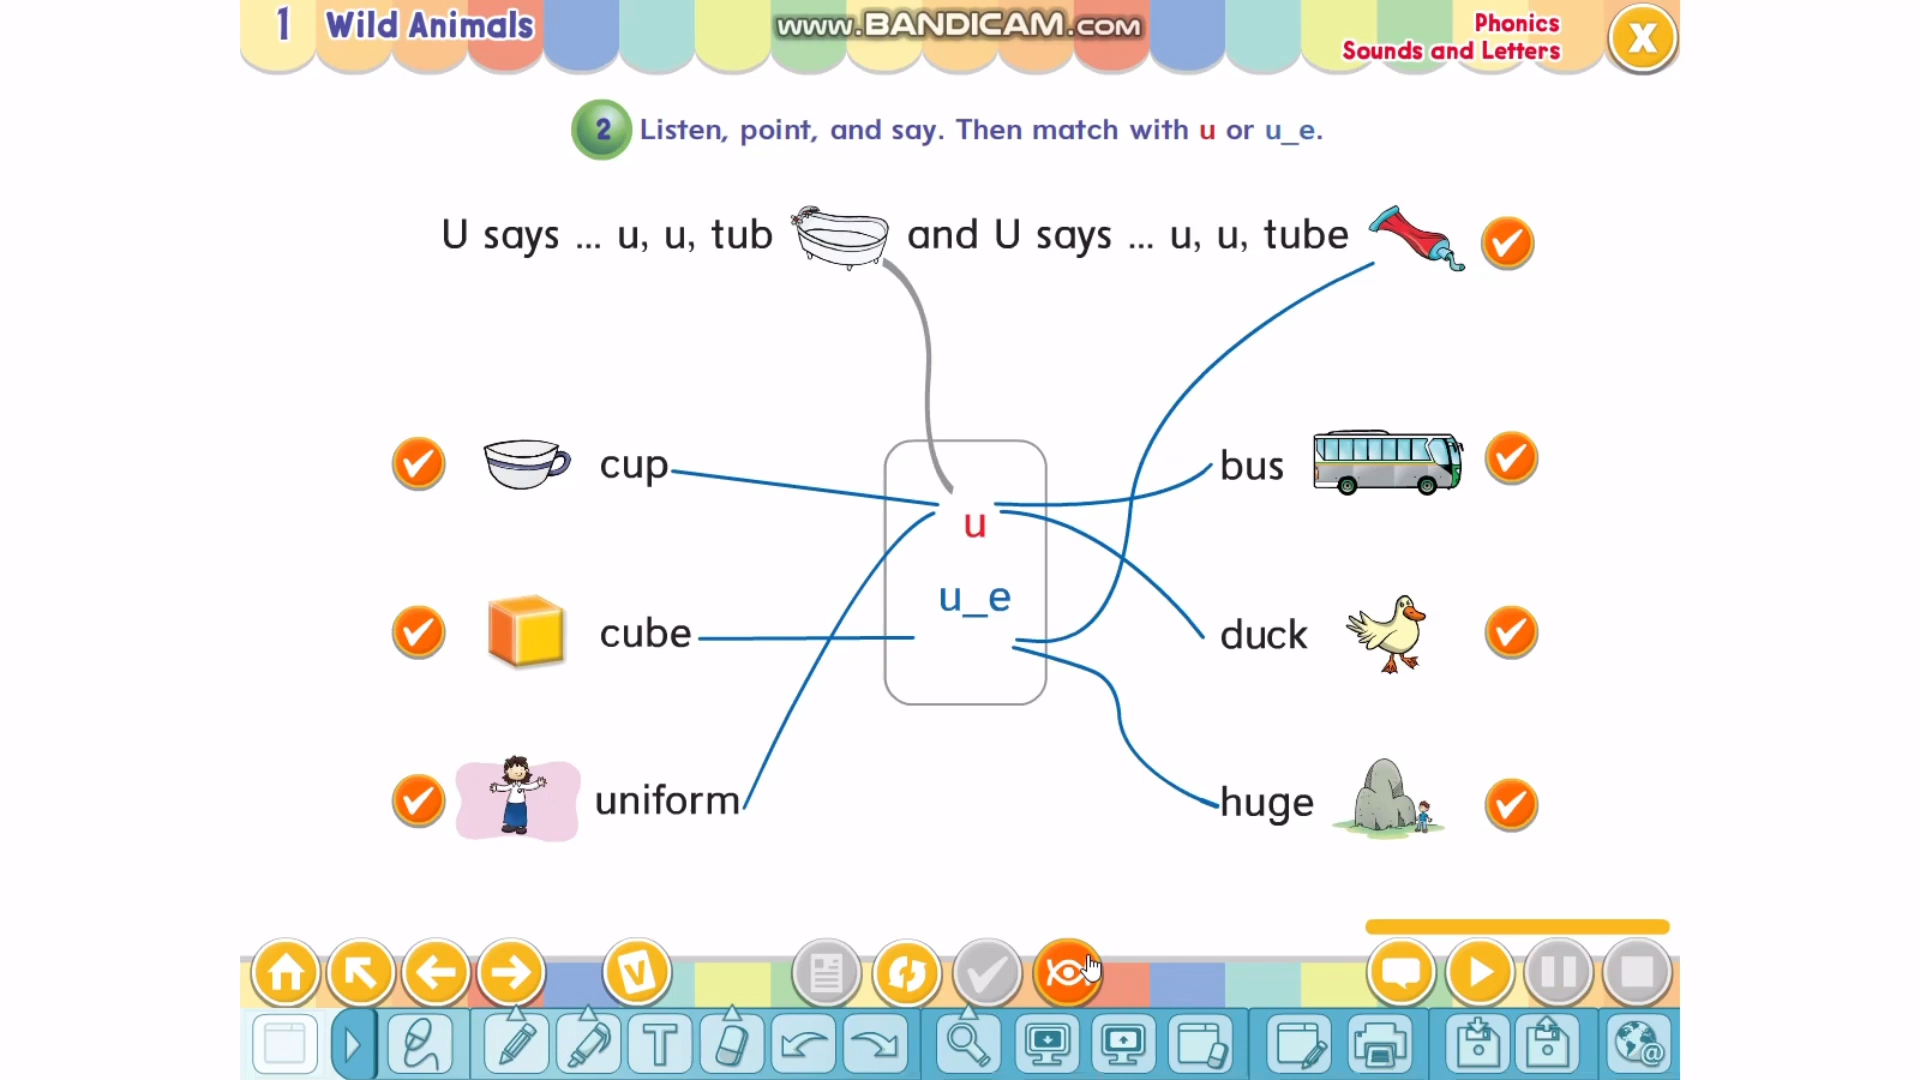 1 Wild Animals
www.BANDICAM.com
Phonics
Sounds and Letters
X
2 Listen, point, and say. Then match with u or u_e.
U says ... u, u, tub and U says ... u, u, tube
cup
bus
u
u_e
cube
duck
uniform
huge
V
T
@